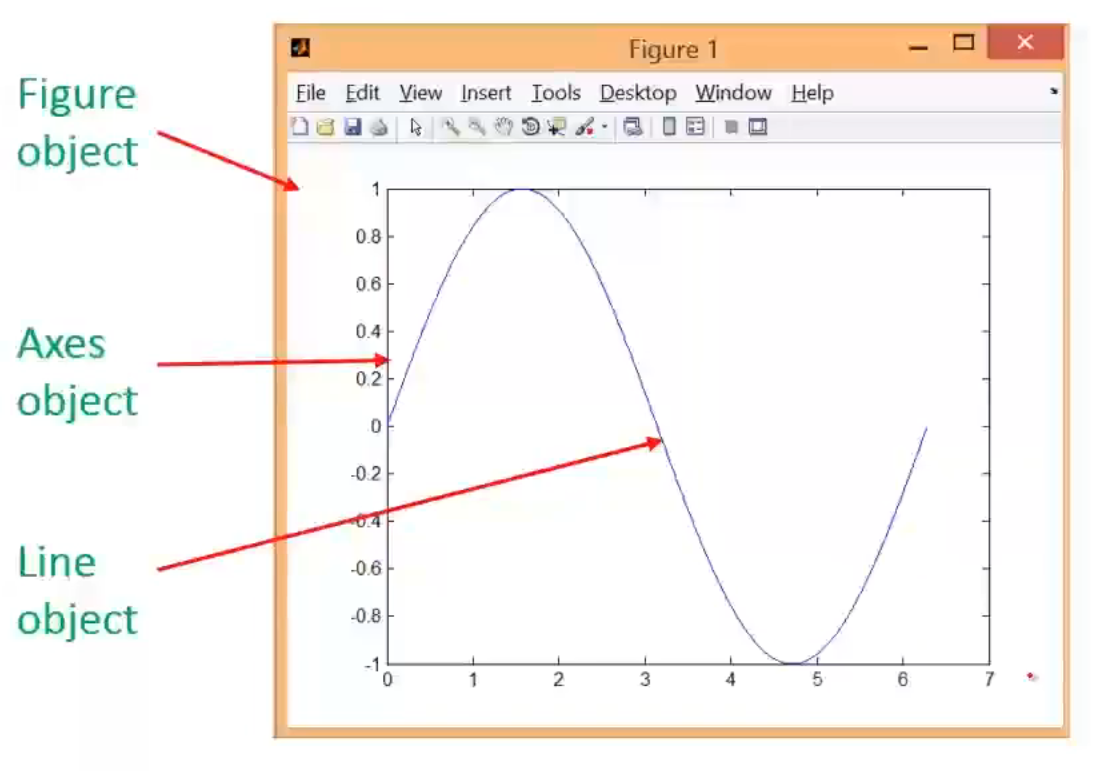 Figure 1
File Edit View Insert Tools Desktop Window Help
Figure
object
Axes
object
Line
object
1
0.8
0.6
0.4
0.2
0
-0.2
-0.4
-0.6
-0.8
-1
0 1 2 3 4 5 6 7